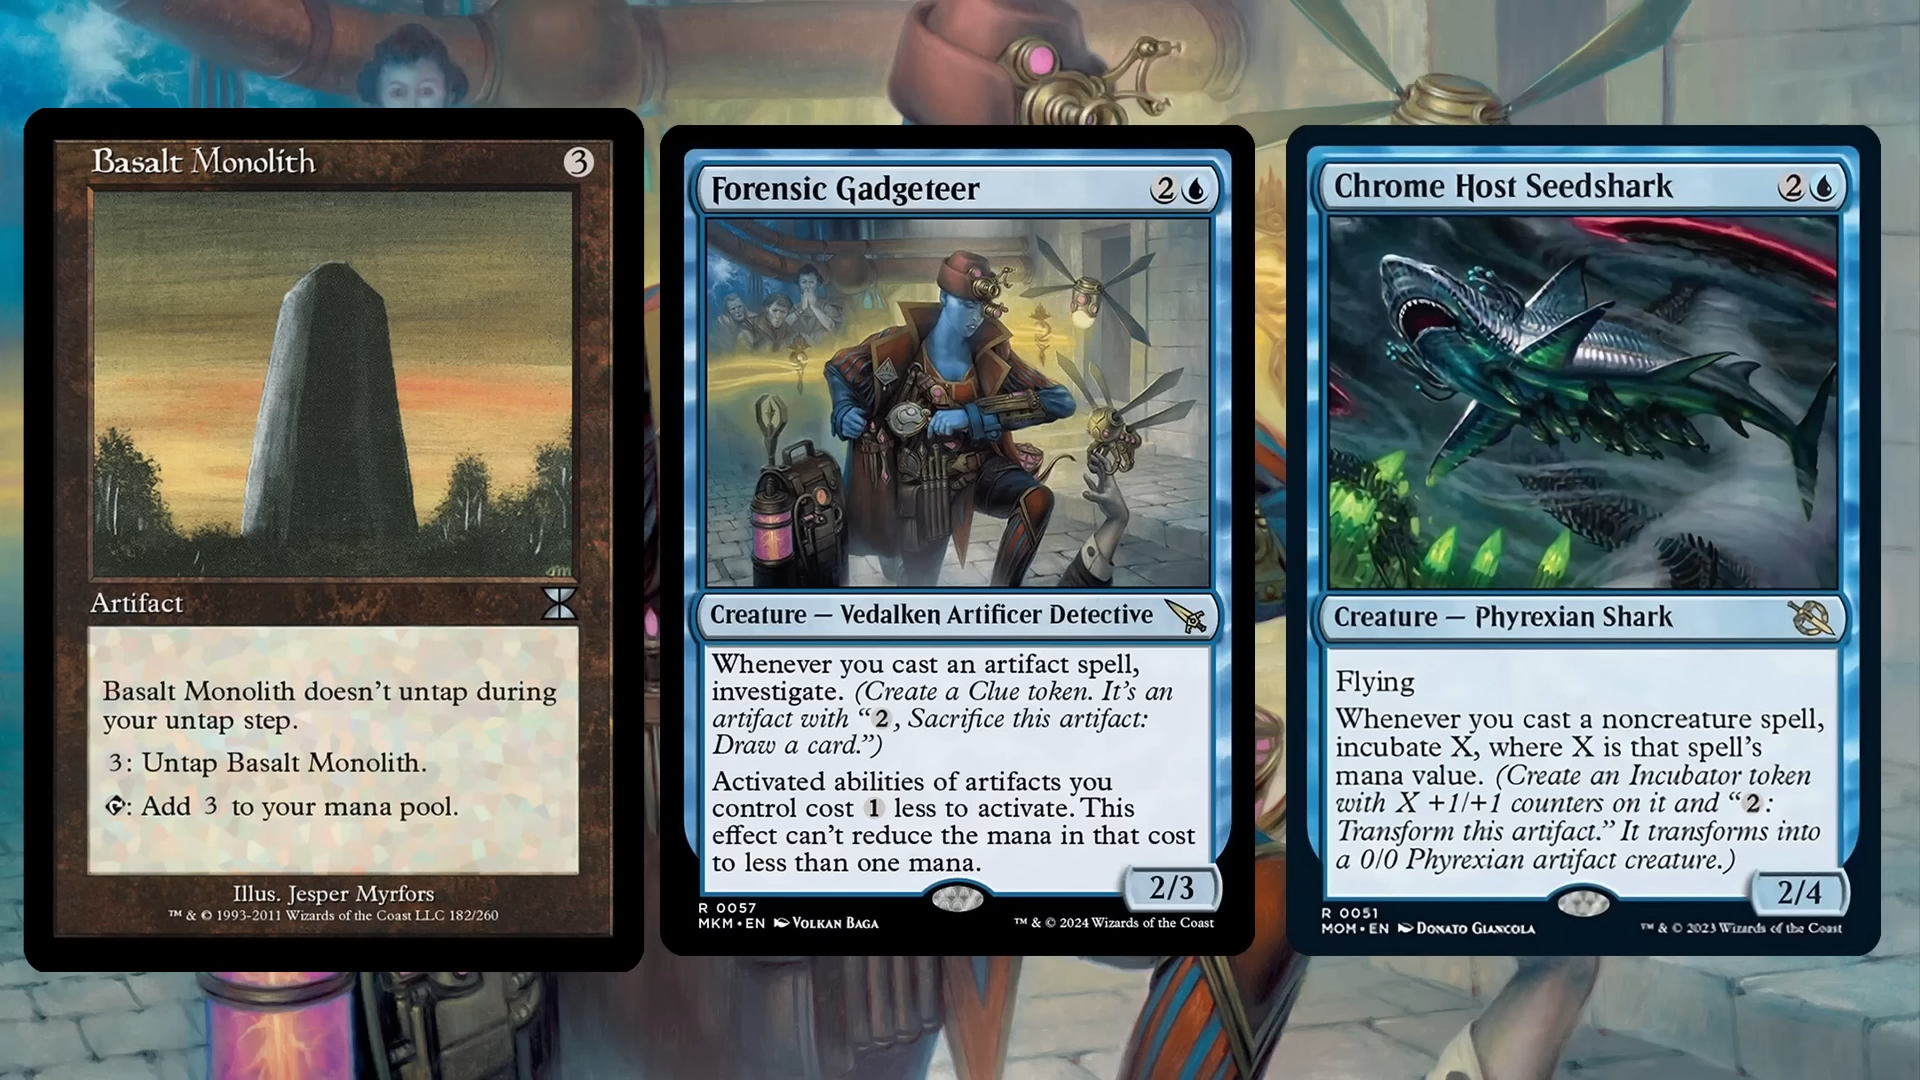 Basalt Monolith 3
Artifact
Basalt Monolith doesn't untap during
your untap step.
3: Untap Basalt Monolith.
: Add 3 to your mana pool.
Illus. Jesper Myrfors
™ & © 1993-2011 Wizards of the Coast LLC 182/260
Forensic Gadgeteer 2
Creature — Vedalken Artificer Detective
Whenever you cast an artifact spell,
investigate. (Create a Clue token. It's an
artifact with “2, Sacrifice this artifact:
Draw a card.”)
Activated abilities of artifacts you
control cost 1 less to activate. This
effect can't reduce the mana in that cost
to less than one mana.
2/3
R 0057
MKM • EN VOLKAN BAGA
™ & © 2024 Wizards of the Coast
Chrome Host Seedshark 2
Creature — Phyrexian Shark
Flying
Whenever you cast a noncreature spell,
incubate X, where X is that spell's
mana value. (Create an Incubator token
with X +1/+1 counters on it and “2:
Transform this artifact.” It transforms into
a 0/0 Phyrexian artifact creature.)
2/4
R 0051
MOM • EN DONATO GIANCOLA
™ & © 2023 Wizards of the Coast